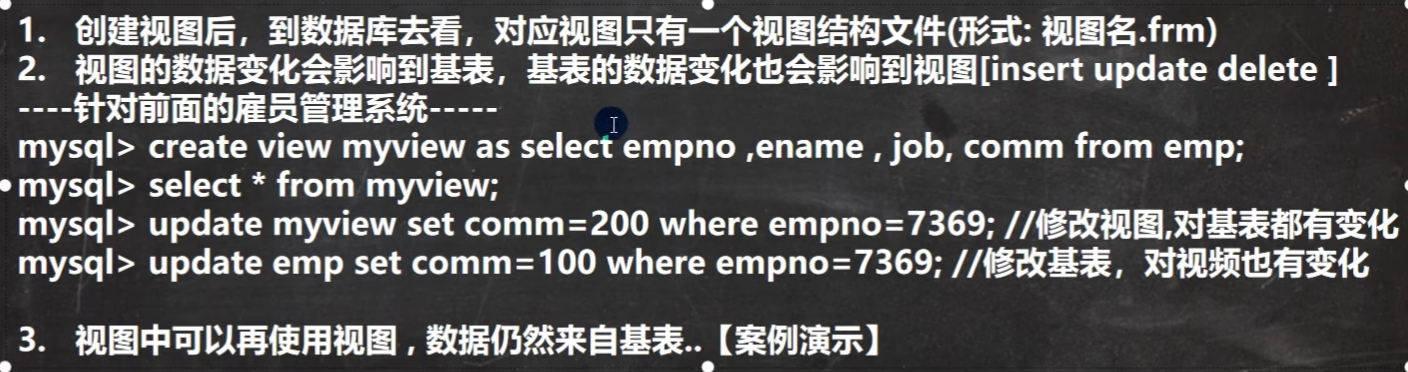 1. 创建视图后，到数据库去看，对应视图只有一个视图结构文件(形式: 视图名.frm)
2. 视图的数据变化会影响到基表，基表的数据变化也会影响到视图[insert update delete ]
----针对前面的雇员管理系统-----
mysql> create view myview as select empno ,ename , job, comm from emp;
mysql> select * from myview;
mysql> update myview set comm=200 where empno=7369; //修改视图,对基表都有变化
mysql> update emp set comm=100 where empno=7369; //修改基表，对视频也有变化
3. 视图中可以再使用视图 , 数据仍然来自基表..【案例演示】